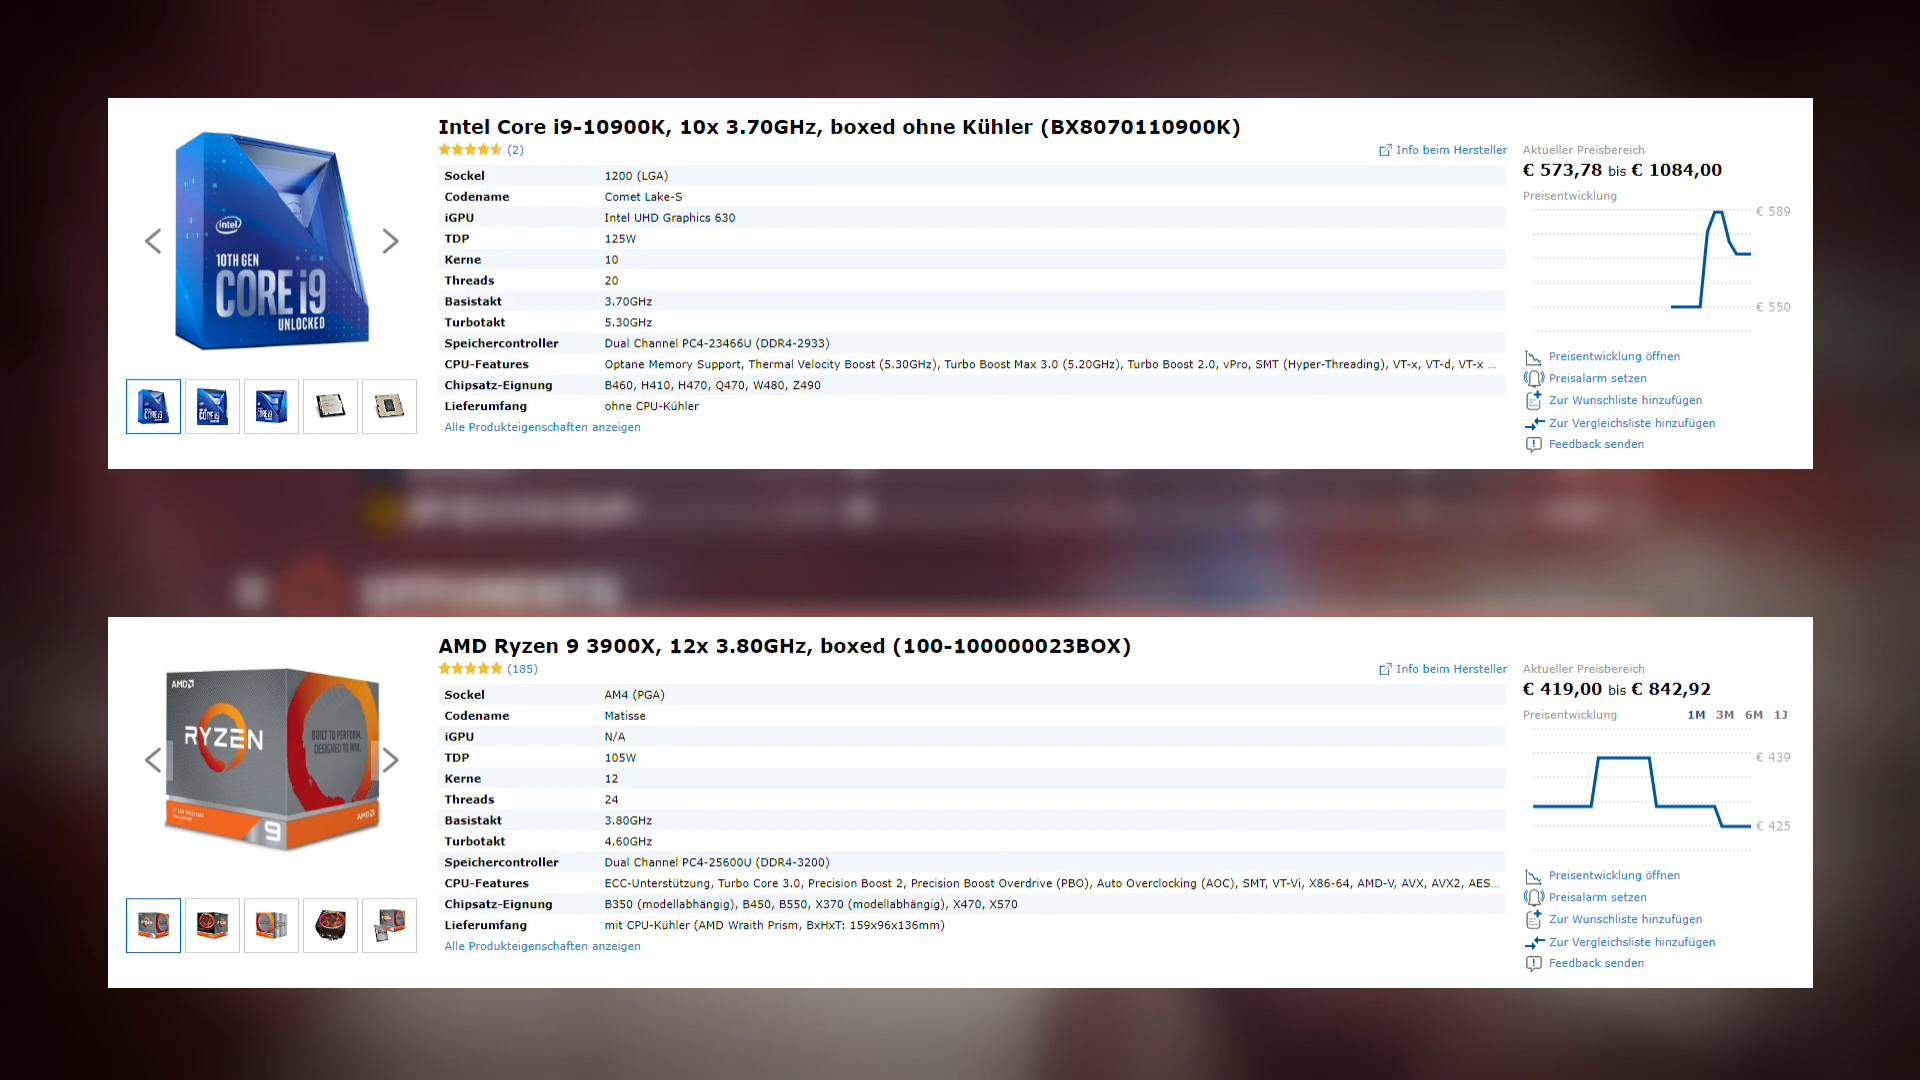 Intel Core i9-10900K, 10x 3.70GHz, boxed ohne Kühler (BX8070110900K)
(2)
Info beim Hersteller
Sockel 1200 (LGA)
Codename Comet Lake-S
iGPU Intel UHD Graphics 630
TDP 125W
Kerne 10
Threads 20
Basistakt 3.70GHz
Turbotakt 5.30GHz
Speichercontroller Dual Channel PC4-23466U (DDR4-2933)
CPU-Features Optane Memory Support, Thermal Velocity Boost (5.30GHz), Turbo Boost Max 3.0 (5.20GHz), Turbo Boost 2.0, vPro, SMT (Hyper-Threading), VT-x, VT-d, VT-x ...
Chipsatz-Eignung B460, H410, H470, Q470, W480, Z490
Lieferumfang ohne CPU-Kühler
Alle Produkteigenschaften anzeigen
intel
10TH GEN
CORE i9
UNLOCKED
Aktueller Preisbereich
€ 573,78 bis € 1084,00
Preisentwicklung
€ 589
€ 550
Preisentwicklung öffnen
Preisalarm setzen
Zur Wunschliste hinzufügen
Zur Vergleichsliste hinzufügen
Feedback senden
OPPONENTS
AMD Ryzen 9 3900X, 12x 3.80GHz, boxed (100-100000023BOX)
(185)
Info beim Hersteller
Sockel AM4 (PGA)
Codename Matisse
iGPU N/A
TDP 105W
Kerne 12
Threads 24
Basistakt 3.80GHz
Turbotakt 4.60GHz
Speichercontroller Dual Channel PC4-25600U (DDR4-3200)
CPU-Features ECC-Unterstützung, Turbo Core 3.0, Precision Boost 2, Precision Boost Overdrive (PBO), Auto Overclocking (AOC), SMT, VT-Vi, X86-64, AMD-V, AVX, AVX2, AES...
Chipsatz-Eignung B350 (modellabhängig), B450, B550, X370 (modellabhängig), X470, X570
Lieferumfang mit CPU-Kühler (AMD Wraith Prism, BxHxT: 159x96x136mm)
Alle Produkteigenschaften anzeigen
AMD
RYZEN
BUILT TO PERFORM.
DESIGNED TO WIN.
AMD
9
Aktueller Preisbereich
€ 419,00 bis € 842,92
Preisentwicklung 1M 3M 6M 1J
€ 439
€ 425
Preisentwicklung öffnen
Preisalarm setzen
Zur Wunschliste hinzufügen
Zur Vergleichsliste hinzufügen
Feedback senden